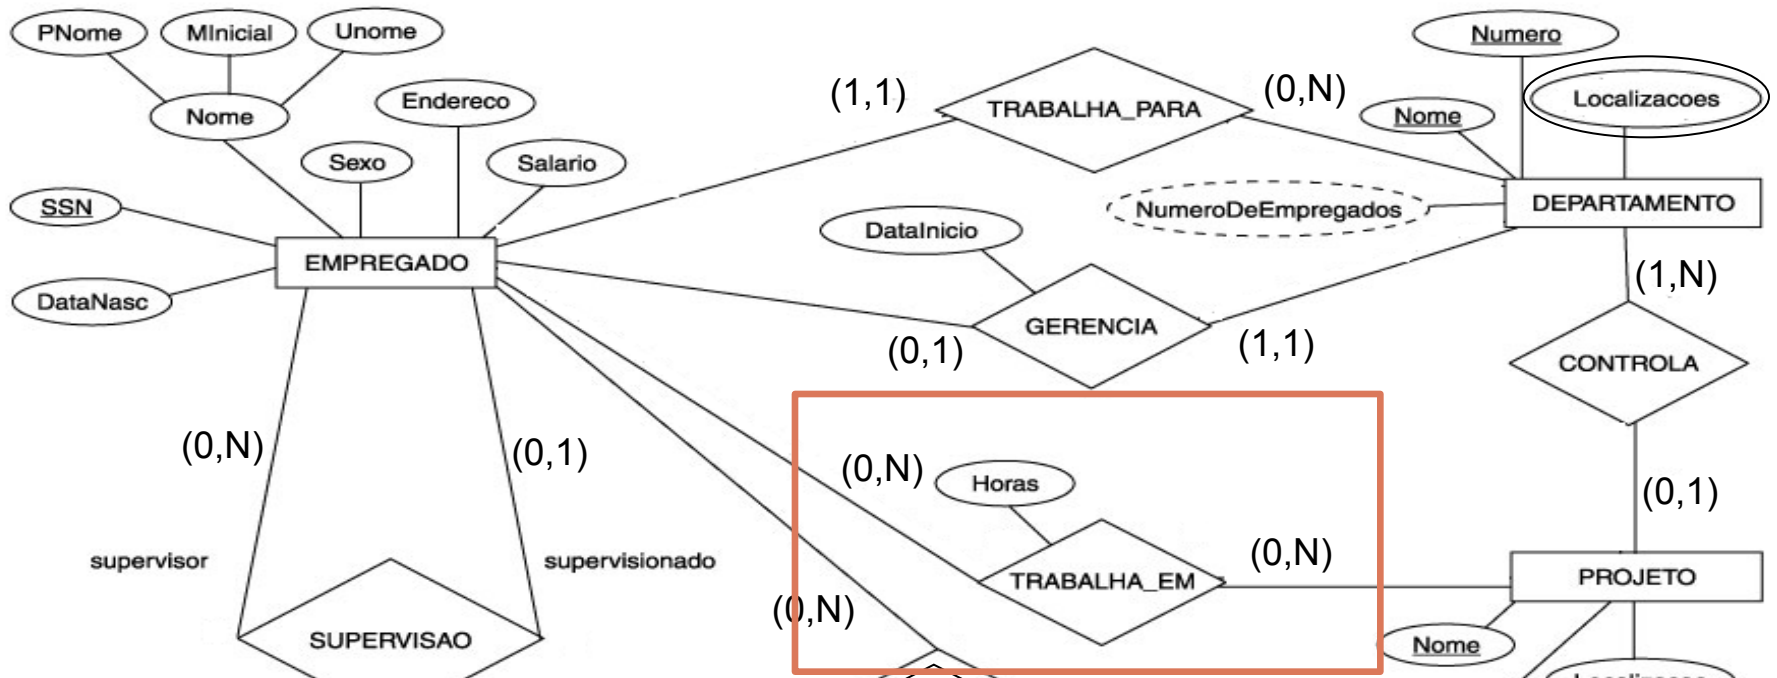 PNome
MInicial
Unome
Numero
Nome
Endereco
(1,1)
TRABALHA_PARA
(0,N)
Nome
Localizacoes
Sexo
Salario
SSN
NumeroDeEmpregados
DEPARTAMENTO
DataInicio
EMPREGADO
DataNasc
(1,N)
GERENCIA
(0,1)
(1,1)
CONTROLA
(0,N)
(0,1)
(0,N)
Horas
(0,1)
supervisor
supervisionado
(0,N)
TRABALHA_EM
PROJETO
(0,N)
SUPERVISAO
Nome